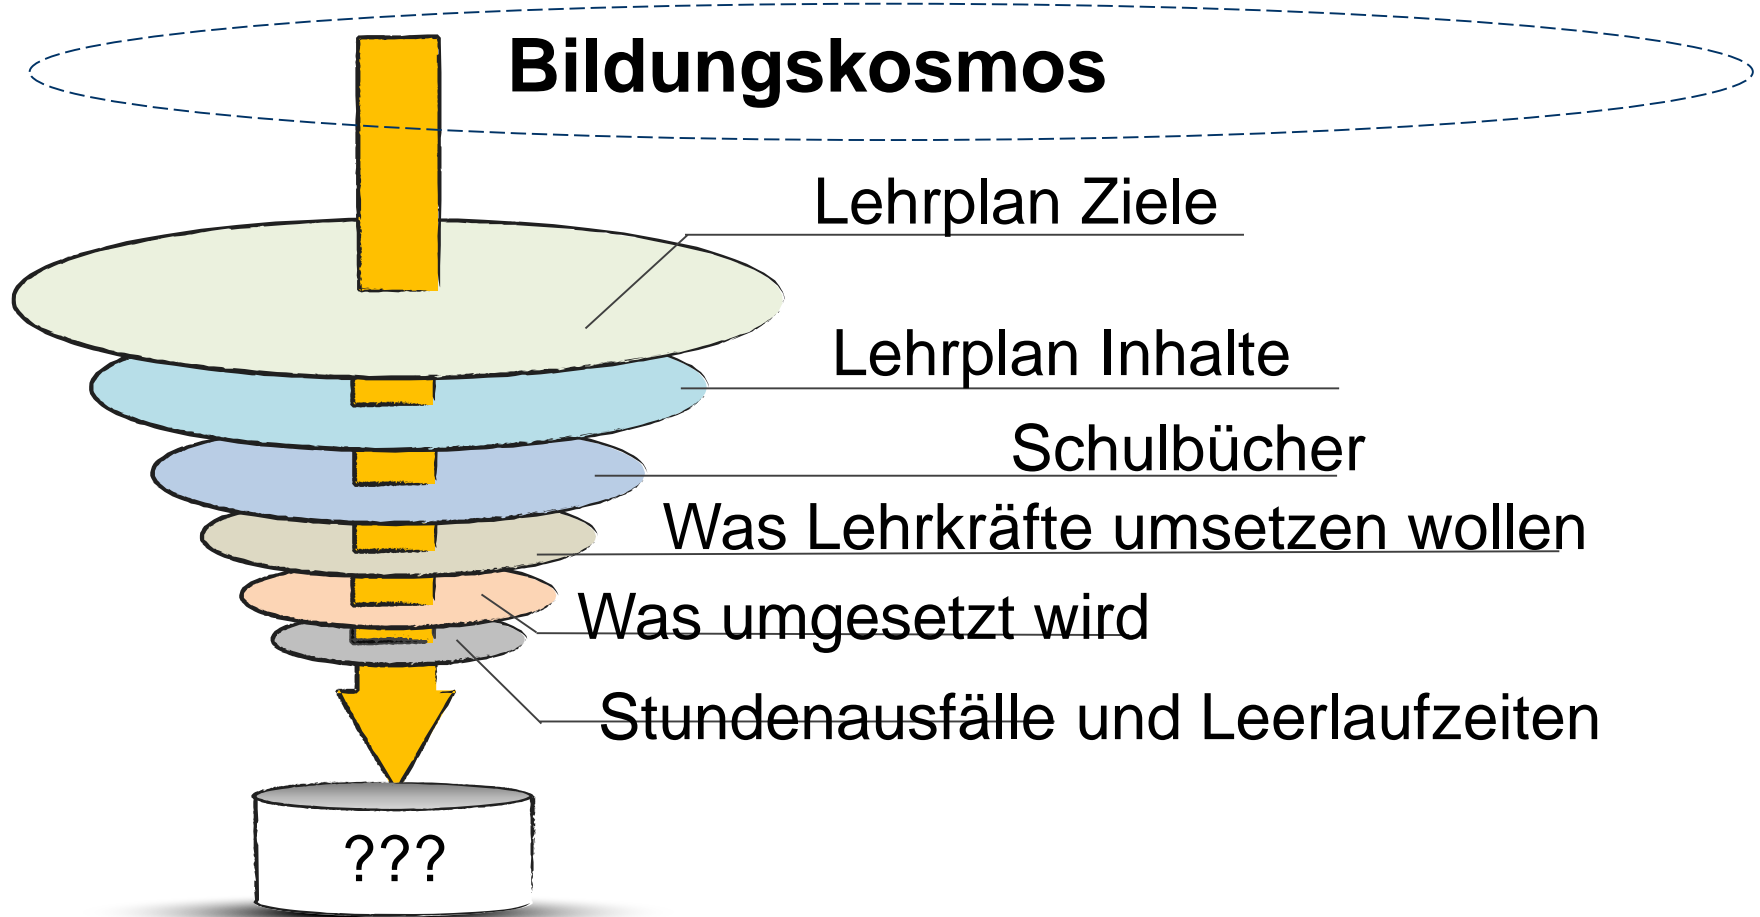 Bildungskosmos
Lehrplan Ziele
Lehrplan Inhalte
Schulbücher
Was Lehrkräfte umsetzen wollen
Was umgesetzt wird
Stundenausfälle und Leerlaufzeiten
???